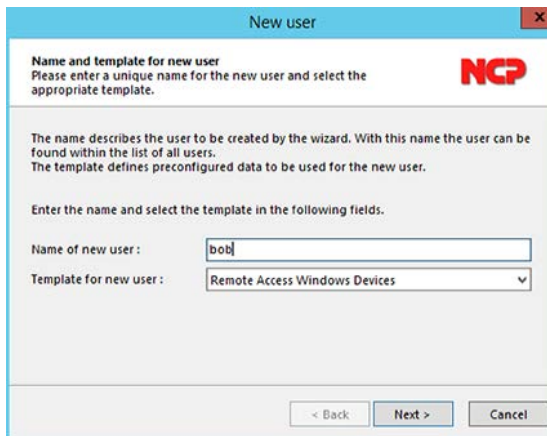 New user
x
Name and template for new user
Please enter a unique name for the new user and select the
appropriate template.
NCP
The name describes the user to be created by the wizard. With this name the user can be
found within the list of all users.
The template defines preconfigured data to be used for the new user.
Enter the name and select the template in the following fields.
Name of new user :
bob
Template for new user :
Remote Access Windows Devices
< Back
Next >
Cancel